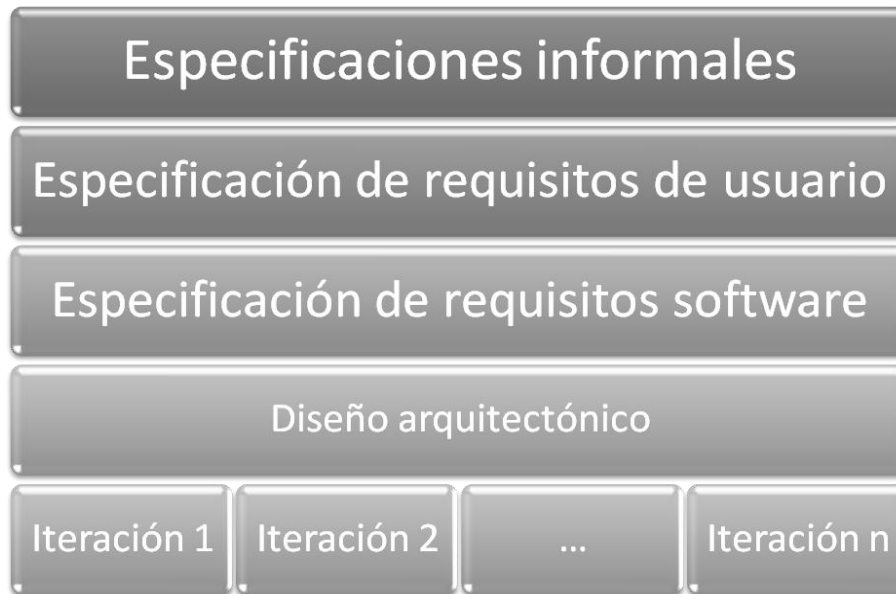 Especificaciones informales
Especificación de requisitos de usuario
Especificación de requisitos software
Diseño arquitectónico
Iteración 1
Iteración 2
...
Iteración n